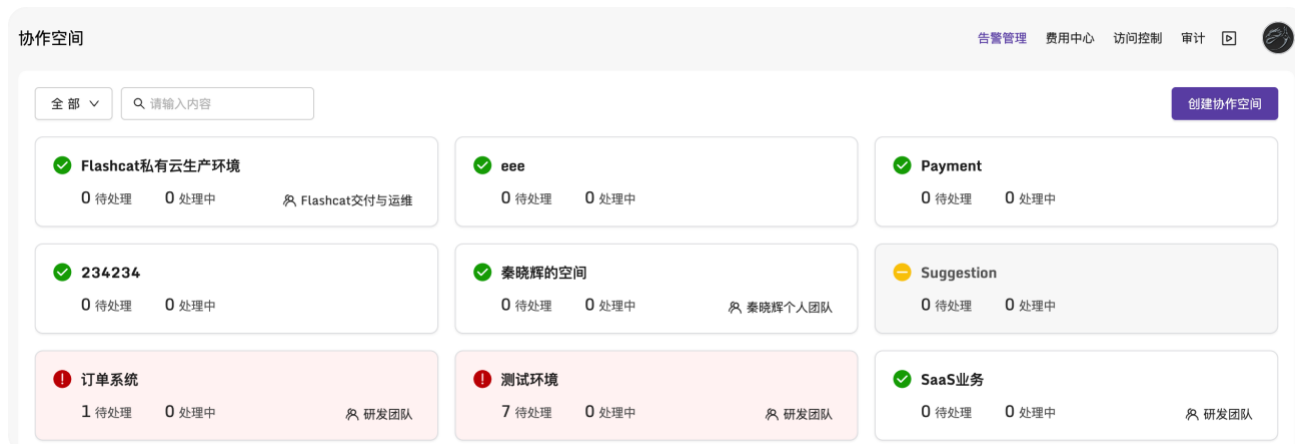 协作空间
告警管理 费用中心 访问控制 审计
全部 请输入内容 创建协作空间
Flashcat私有云生产环境
0 待处理 0 处理中 Flashcat交付与运维
eee
0 待处理 0 处理中
Payment
0 待处理 0 处理中
234234
0 待处理 0 处理中
秦晓辉的空间
0 待处理 0 处理中 秦晓辉个人团队
Suggestion
0 待处理 0 处理中
订单系统
1 待处理 0 处理中 研发团队
测试环境
7 待处理 0 处理中 研发团队
SaaS业务
0 待处理 0 处理中 研发团队